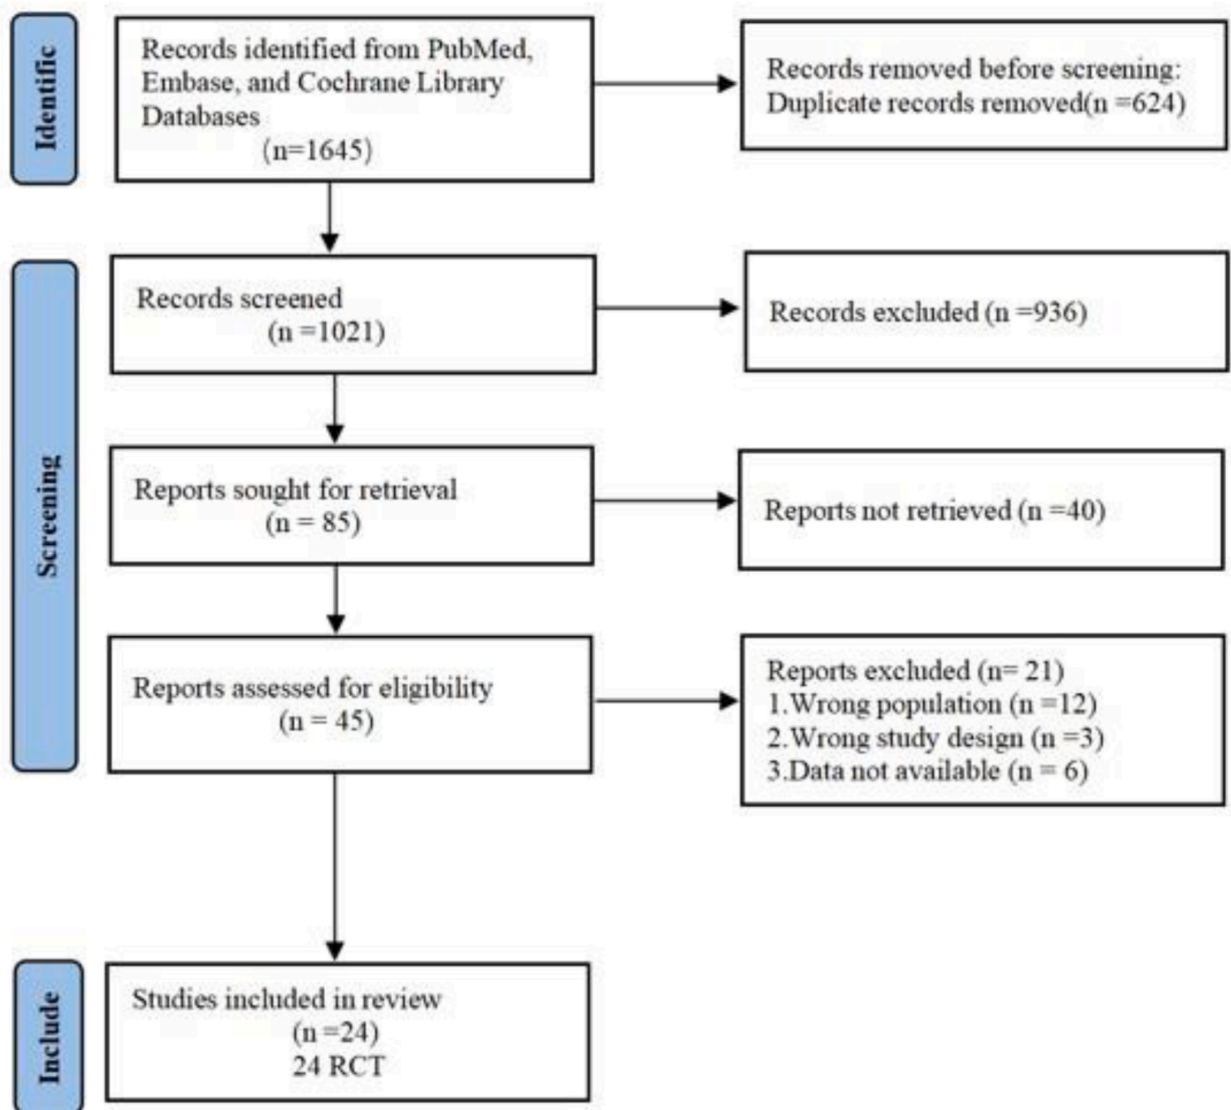 Identific
Records identified from PubMed,
Embase, and Cochrane Library
Databases
(n=1645)
Records removed before screening:
Duplicate records removed(n =624)
Screening
Records screened
(n =1021)
Records excluded (n =936)
Reports sought for retrieval
(n = 85)
Reports not retrieved (n =40)
Reports assessed for eligibility
(n = 45)
Reports excluded (n= 21)
1.Wrong population (n =12)
2.Wrong study design (n =3)
3.Data not available (n = 6)
Include
Studies included in review
(n =24)
24 RCT